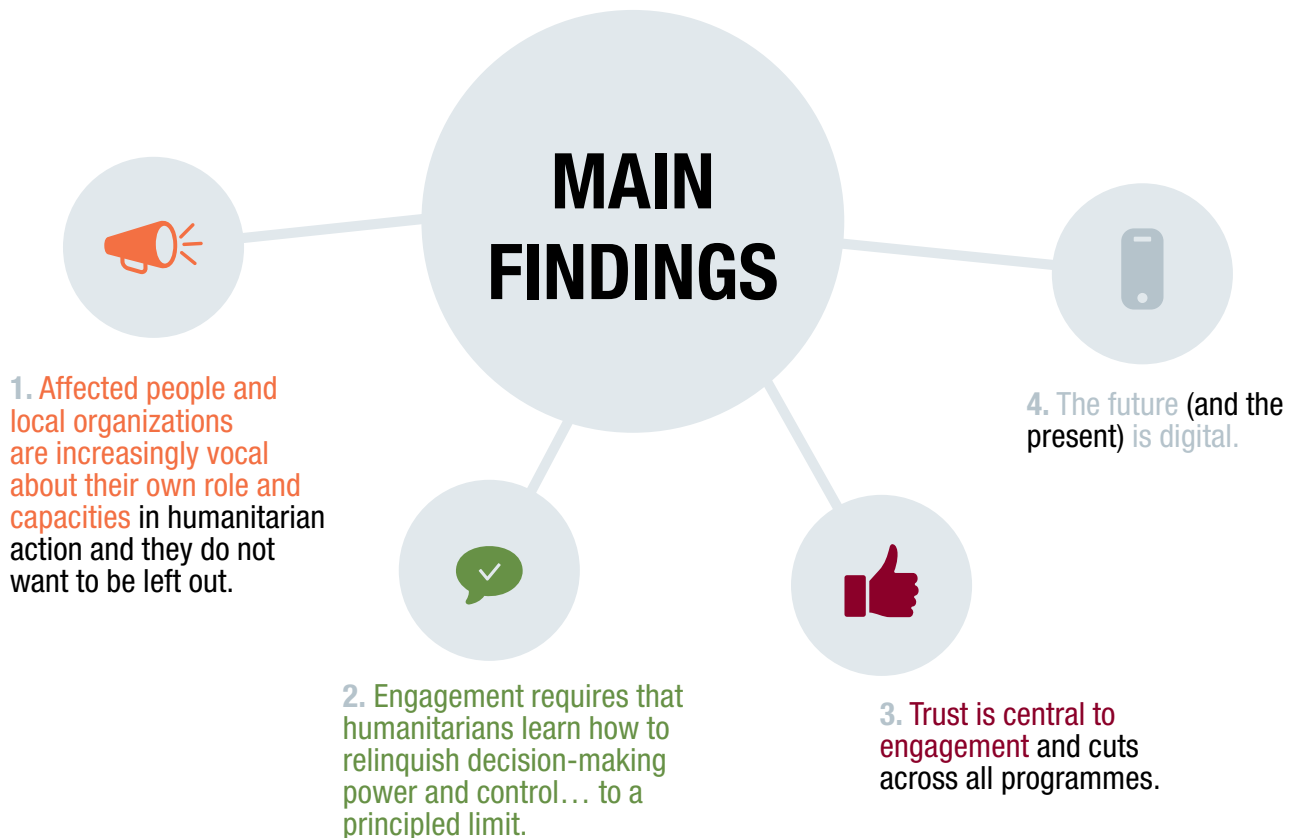 MAIN
FINDINGS
1. Affected people and
local organizations
are increasingly vocal
about their own role and
capacities in humanitarian
action and they do not
want to be left out.
2. Engagement requires that
humanitarians learn how to
relinquish decision-making
power and control… to a
principled limit.
3. Trust is central to
engagement and cuts
across all programmes.
4. The future (and the
present) is digital.